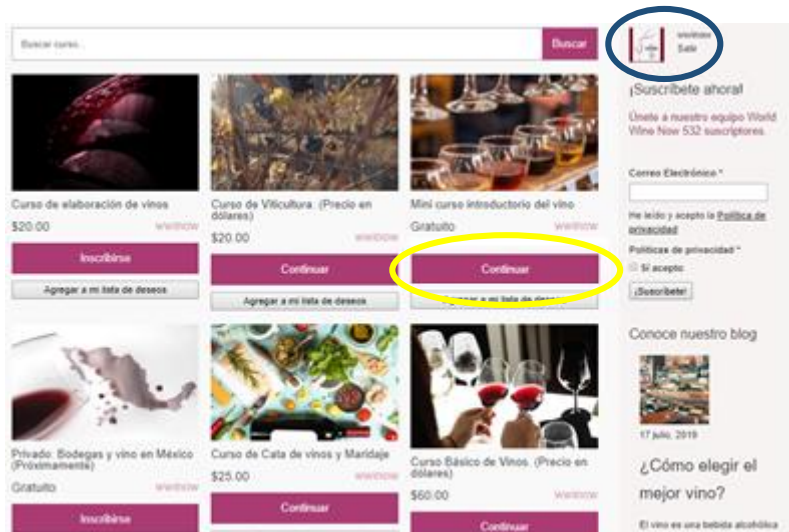 Buscar curso...
Buscar
wwinow
Salir
Curso de elaboración de vinos
$20.00
wwinow
Inscribirse
Agregar a mi lista de deseos
Curso de Viticultura. (Precio en
dólares)
$20.00
wwinow
Continuar
Agregar a mi lista de deseos
Mini curso introductorio del vino
Gratuito
wwinow
Continuar
Agregar a mi lista de deseos
Privado: Bodegas y vino en México
(Próximamente)
Gratuito
wwinow
Inscribirse
Curso de Cata de vinos y Maridaje
$25.00
wwinow
Continuar
Curso Básico de Vinos. (Precio en
dólares)
$60.00
wwinow
Continuar
¡Suscríbete ahora!
Únete a nuestro equipo World
Wine Now 532 suscriptores.
Correo Electrónico *
He leído y acepto la Política de
privacidad
Políticas de privacidad *
Sí acepto
¡Suscríbete!
Conoce nuestro blog
17 julio, 2019
¿Cómo elegir el
mejor vino?
El vino es una bebida alcohólica